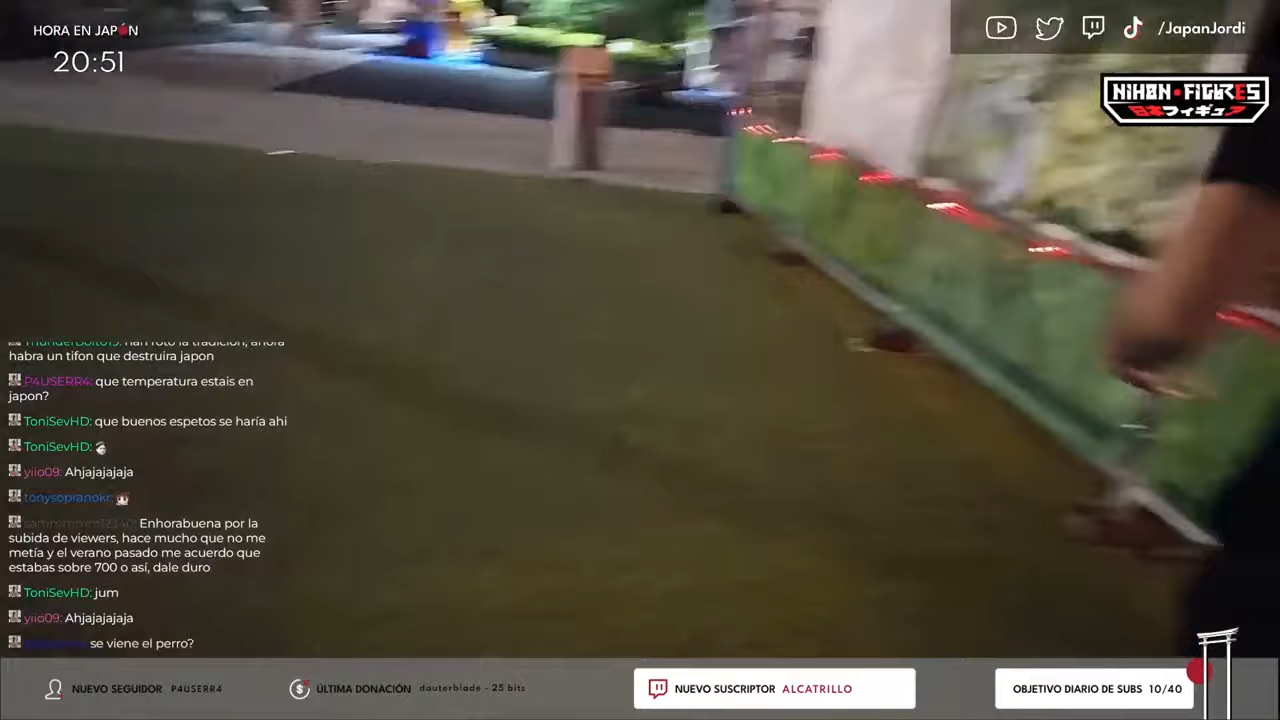 HORA EN JAPÓN
20:51
/JapanJordi
NIHON•FIGURES
日本フィギュア
ThunderBolt019: han roto la tradición, ahora
habra un tifon que destruira japon
P4USERR4: que temperatura estais en
japon?
ToniSevHD: que buenos espetos se haría ahi
ToniSevHD:
yiio09: Ahjajajajaja
tonysopranokr:
Enhorabuena por la
subida de viewers, hace mucho que no me
metía y el verano pasado me acuerdo que
estabas sobre 700 o así, dale duro
ToniSevHD: jum
yiio09: Ahjajajajaja
se viene el perro?
NUEVO SEGUIDOR P4USERR4
ÚLTIMA DONACIÓN dauterblade - 25 bits
NUEVO SUSCRIPTOR ALCATRILLO
OBJETIVO DIARIO DE SUBS 10/40